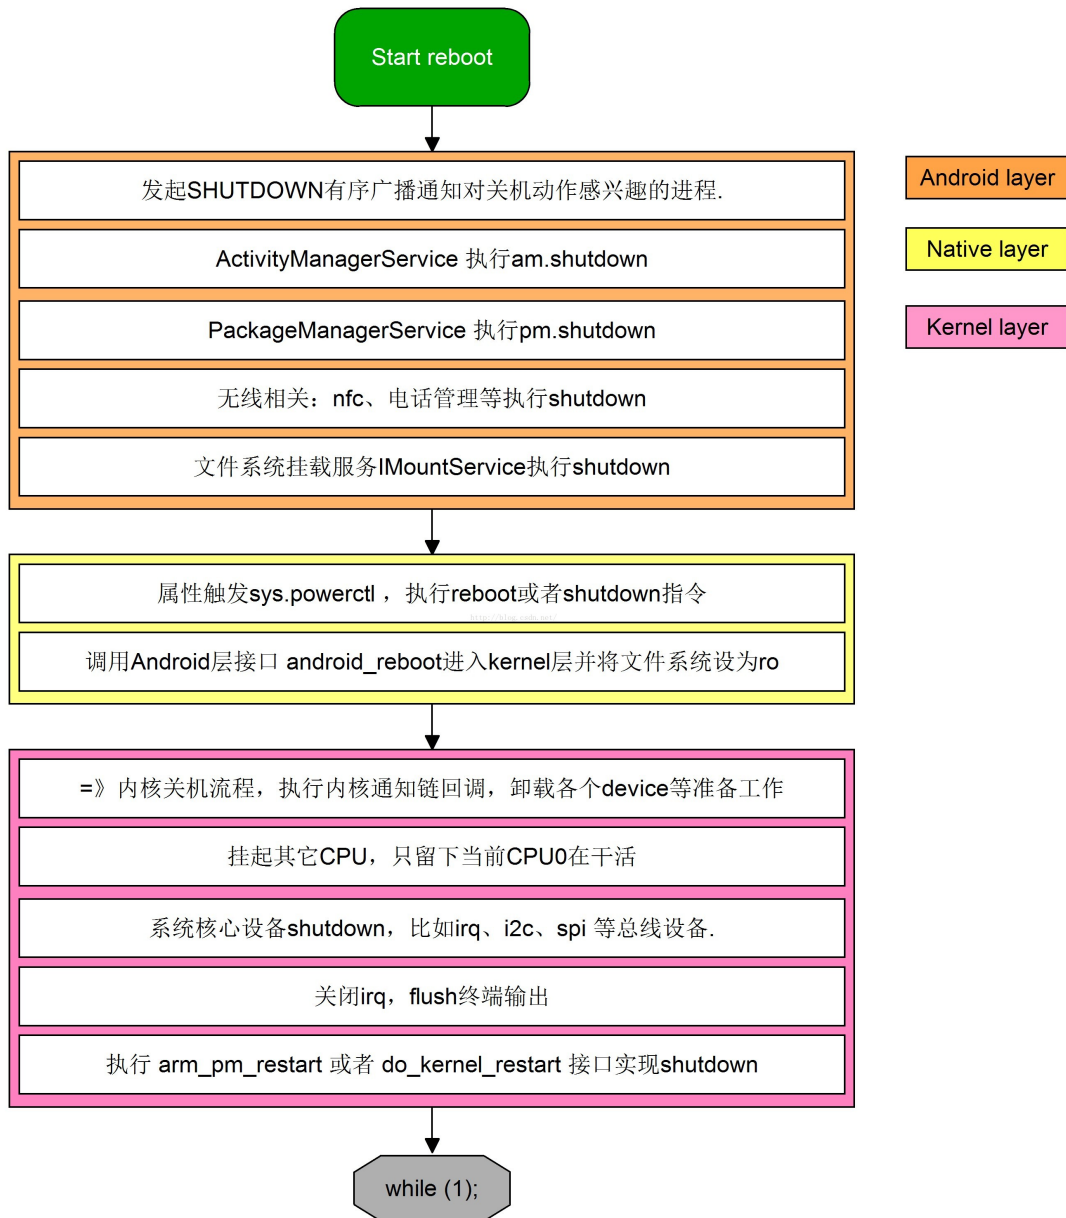 Start reboot
发起SHUTDOWN有序广播通知对关机动作感兴趣的进程.
ActivityManagerService 执行am.shutdown
PackageManagerService 执行pm.shutdown
无线相关：nfc、电话管理等执行shutdown
文件系统挂载服务IMountService执行shutdown
Android layer
Native layer
Kernel layer
属性触发sys.powerctl ，执行reboot或者shutdown指令
http://blog.csdn.net/
调用Android层接口 android_reboot进入kernel层并将文件系统设为ro
=》内核关机流程，执行内核通知链回调，卸载各个device等准备工作
挂起其它CPU，只留下当前CPU0在干活
系统核心设备shutdown，比如irq、i2c、spi 等总线设备.
关闭irq，flush终端输出
执行 arm_pm_restart 或者 do_kernel_restart 接口实现shutdown
while (1);